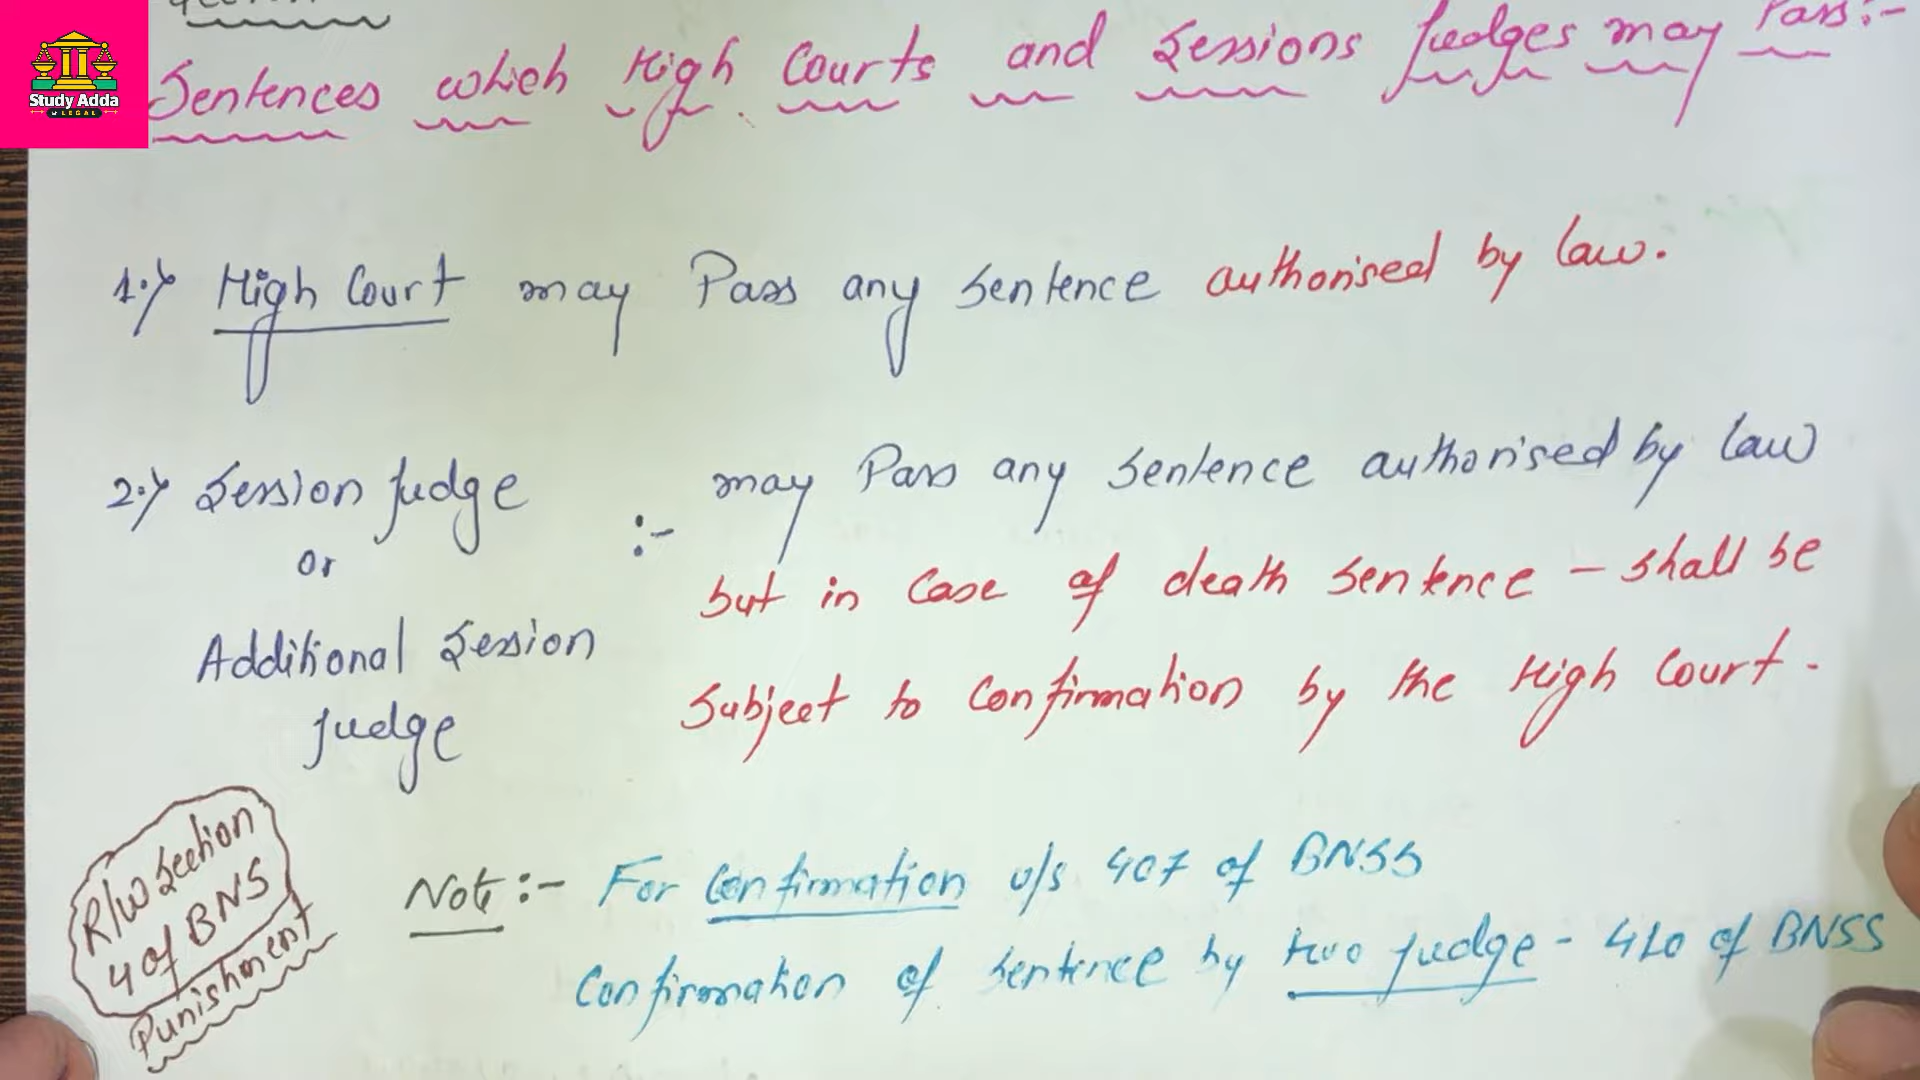 Study Adda
LEGAL
Sentences which High Courts and Sessions Judges may Pass:-
1.) High Court may Pass any Sentence authorised by law.
2.) Session Judge
or
Additional Session
Judge
:- may Pass any Sentence authorised by law
but in Case of death Sentence - shall be
Subject to Confirmation by the High Court.
R/W Section
4 of BNS
Punishment
Note:- For Confirmation u/s 407 of BNSS
Confirmation of Sentence by two Judge - 410 of BNSS